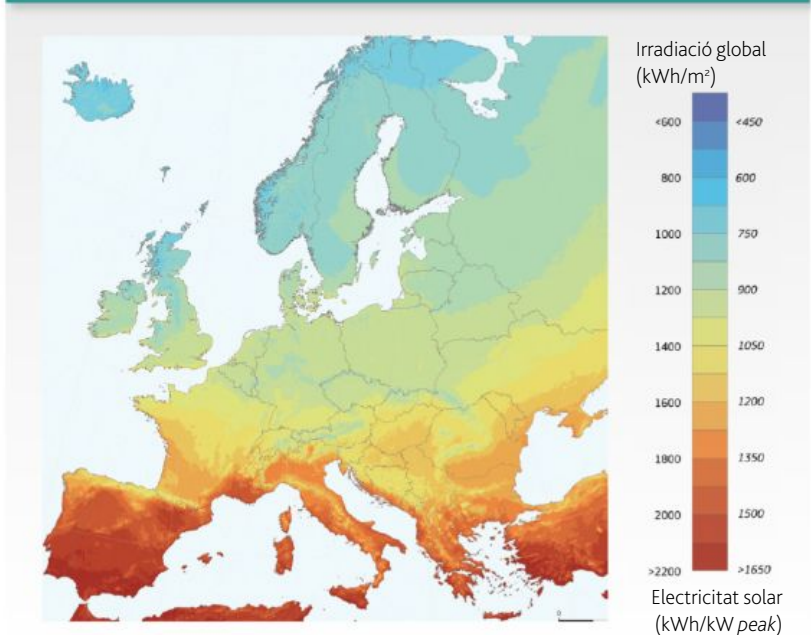 Irradiació global
(kWh/m²)
<600 <450
800 600
1000 750
1200 900
1400 1050
1600 1200
1800 1350
2000 1500
>2200 >1650
Electricitat solar
(kWh/kW peak)
0